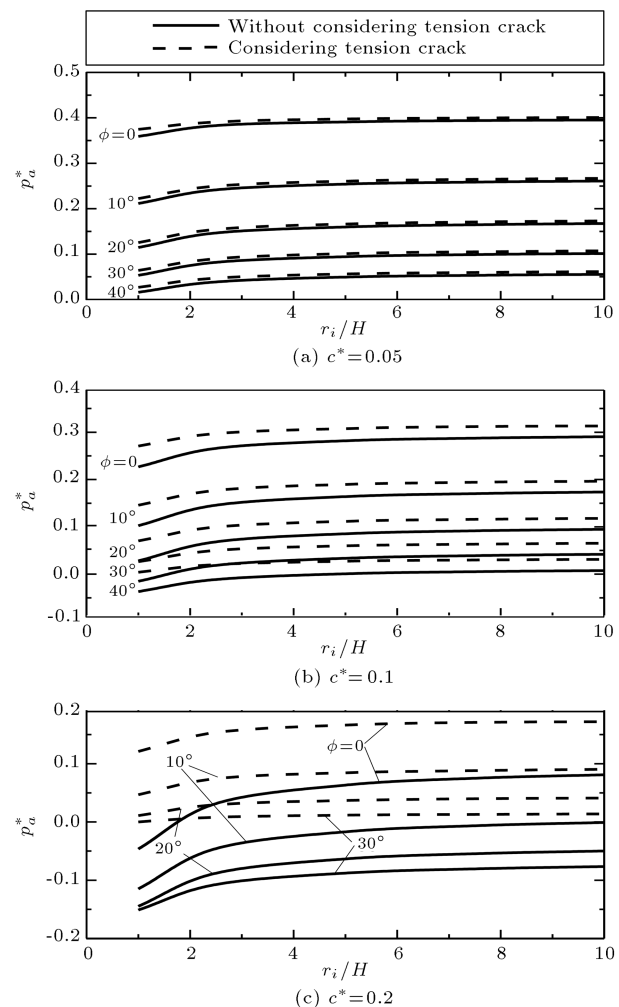 Without considering tension crack
Considering tension crack
0.5
0.4
0.3
0.2
0.1
0.0
p*a
ϕ=0
10°
20°
30°
40°
0 2 4 6 8 10
ri/H
(a) c*=0.05
0.4
0.3
0.2
0.1
0.0
-0.1
p*a
ϕ=0
10°
20°
30°
40°
0 2 4 6 8 10
ri/H
(b) c*=0.1
0.2
0.1
0.0
-0.1
-0.2
p*a
ϕ=0
10°
20°
30°
0 2 4 6 8 10
ri/H
(c) c*=0.2